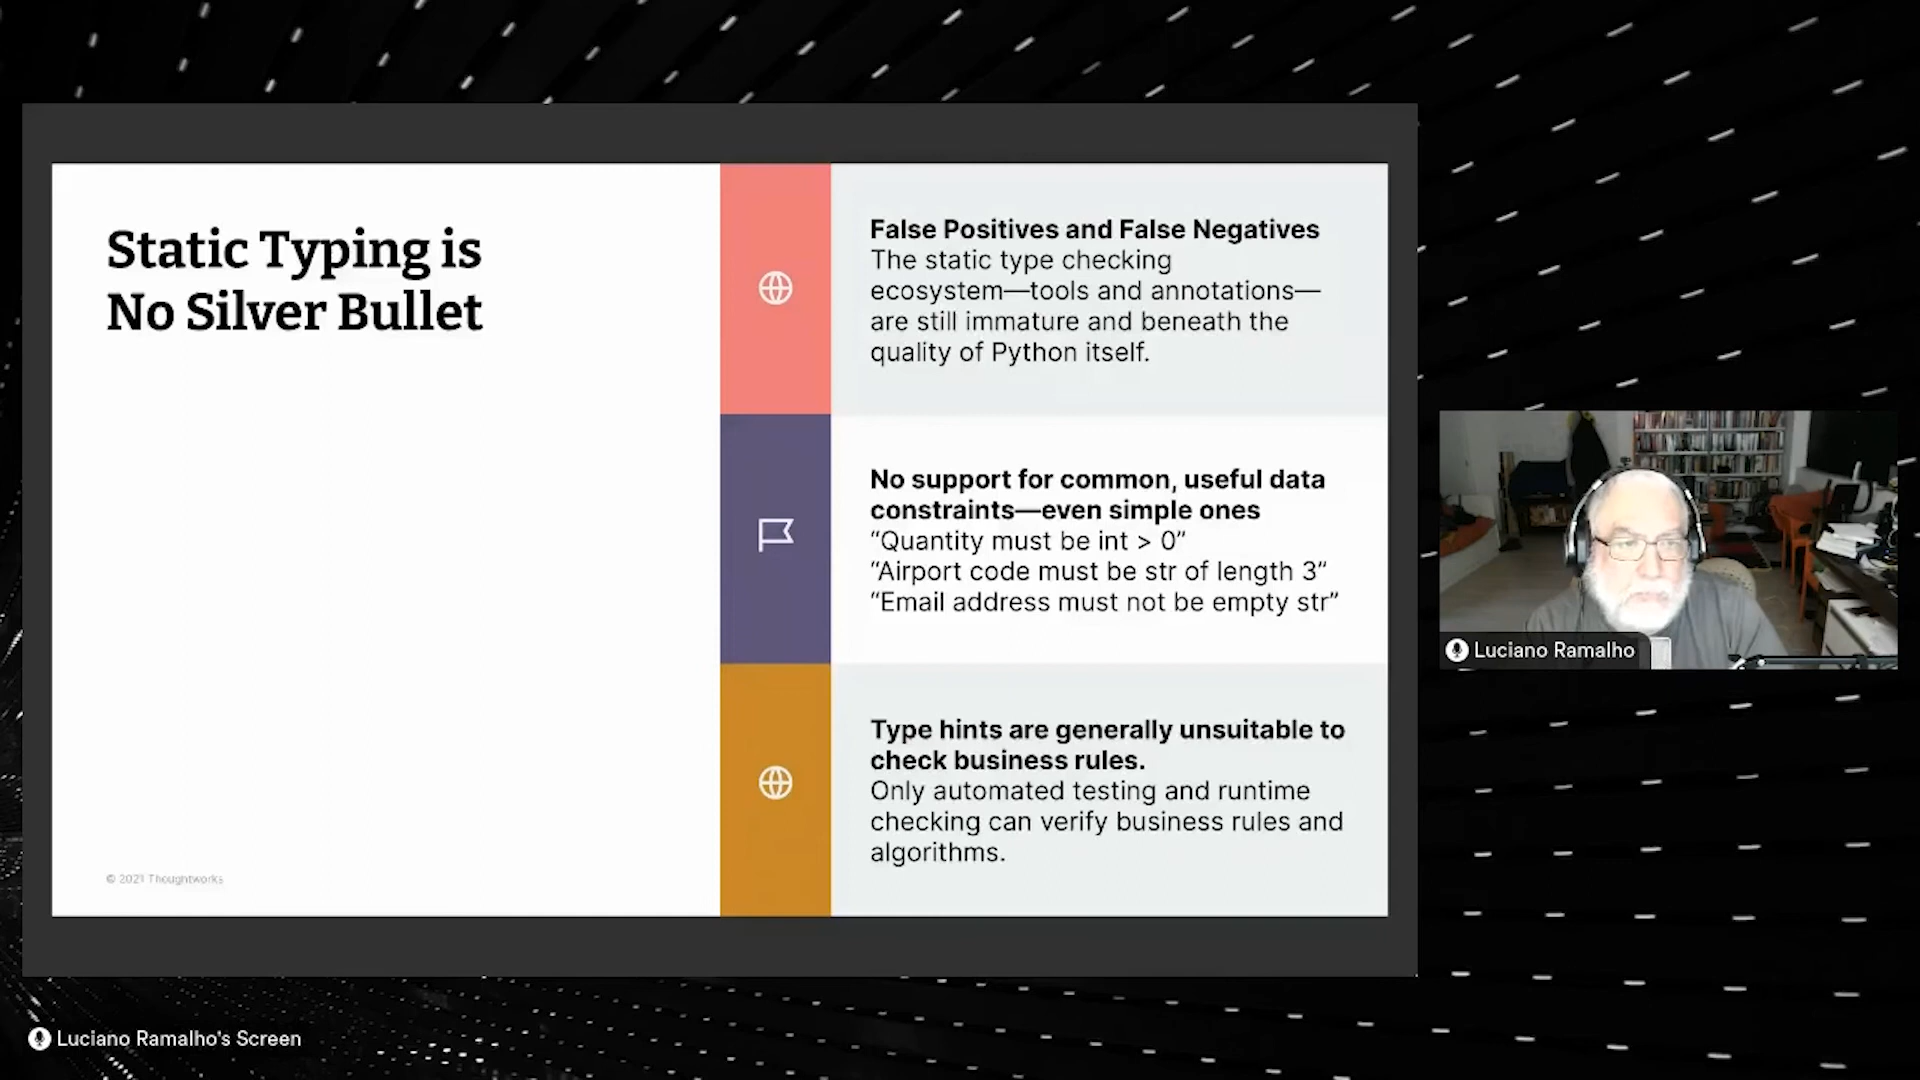 Static Typing is
No Silver Bullet
© 2021 Thoughtworks
False Positives and False Negatives
The static type checking
ecosystem—tools and annotations—
are still immature and beneath the
quality of Python itself.
No support for common, useful data
constraints—even simple ones
“Quantity must be int > 0”
“Airport code must be str of length 3”
“Email address must not be empty str”
Type hints are generally unsuitable to
check business rules.
Only automated testing and runtime
checking can verify business rules and
algorithms.
Luciano Ramalho
Luciano Ramalho's Screen